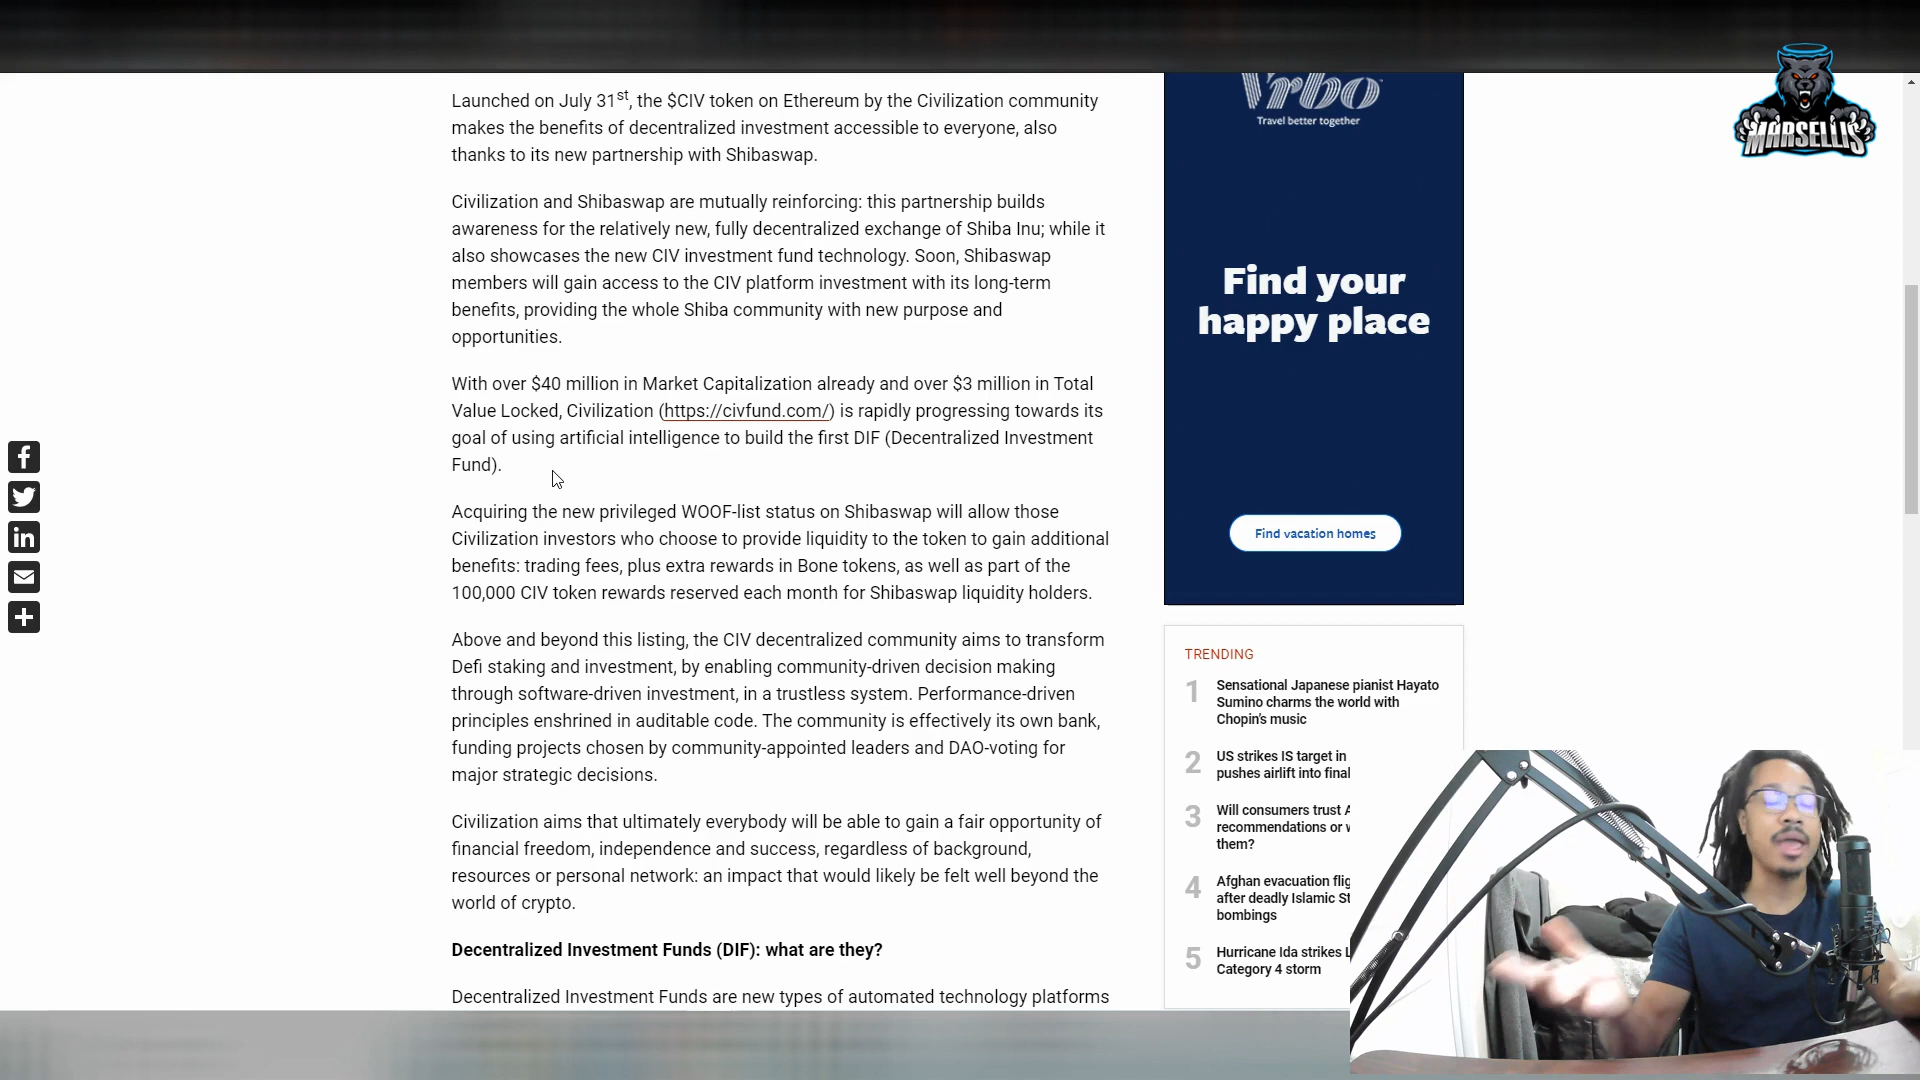 Launched on July 31st, the $CIV token on Ethereum by the Civilization community
makes the benefits of decentralized investment accessible to everyone, also
thanks to its new partnership with Shibaswap.
Civilization and Shibaswap are mutually reinforcing: this partnership builds
awareness for the relatively new, fully decentralized exchange of Shiba Inu; while it
also showcases the new CIV investment fund technology. Soon, Shibaswap
members will gain access to the CIV platform investment with its long-term
benefits, providing the whole Shiba community with new purpose and
opportunities.
With over $40 million in Market Capitalization already and over $3 million in Total
Value Locked, Civilization (https://civfund.com/) is rapidly progressing towards its
goal of using artificial intelligence to build the first DIF (Decentralized Investment
Fund).
Acquiring the new privileged WOOF-list status on Shibaswap will allow those
Civilization investors who choose to provide liquidity to the token to gain additional
benefits: trading fees, plus extra rewards in Bone tokens, as well as part of the
100,000 CIV token rewards reserved each month for Shibaswap liquidity holders.
Above and beyond this listing, the CIV decentralized community aims to transform
Defi staking and investment, by enabling community-driven decision making
through software-driven investment, in a trustless system. Performance-driven
principles enshrined in auditable code. The community is effectively its own bank,
funding projects chosen by community-appointed leaders and DAO-voting for
major strategic decisions.
Civilization aims that ultimately everybody will be able to gain a fair opportunity of
financial freedom, independence and success, regardless of background,
resources or personal network: an impact that would likely be felt well beyond the
world of crypto.
Decentralized Investment Funds (DIF): what are they?
Decentralized Investment Funds are new types of automated technology platforms
Vrbo
Travel better together
Find your
happy place
Find vacation homes
TRENDING
1 Sensational Japanese pianist Hayato
Sumino charms the world with
Chopin's music
2 US strikes IS target in
pushes airlift into final
3 Will consumers trust
recommendations or
them?
4 Afghan evacuation
after deadly Islamic
bombings
5 Hurricane Ida strikes
Category 4 storm
MARSELLIS